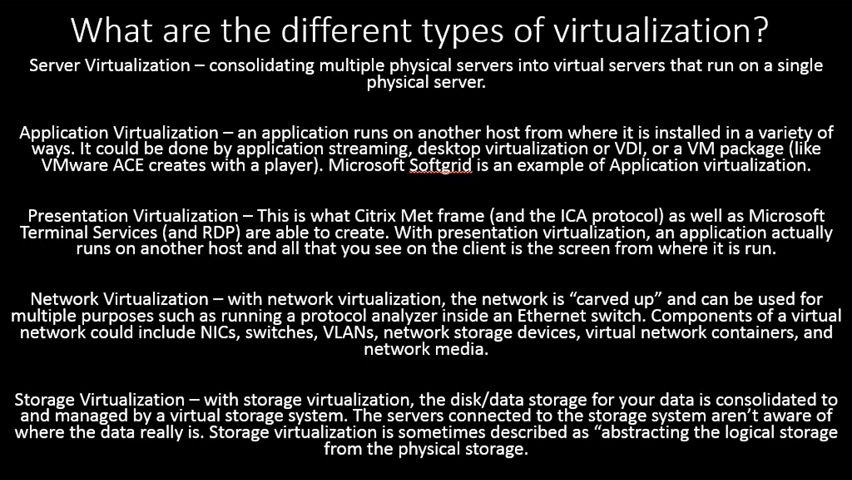 What are the different types of virtualization?
Server Virtualization – consolidating multiple physical servers into virtual servers that run on a single
physical server.
Application Virtualization – an application runs on another host from where it is installed in a variety of
ways. It could be done by application streaming, desktop virtualization or VDI, or a VM package (like
VMware ACE creates with a player). Microsoft Softgrid is an example of Application virtualization.
Presentation Virtualization – This is what Citrix Met frame (and the ICA protocol) as well as Microsoft
Terminal Services (and RDP) are able to create. With presentation virtualization, an application actually
runs on another host and all that you see on the client is the screen from where it is run.
Network Virtualization – with network virtualization, the network is “carved up” and can be used for
multiple purposes such as running a protocol analyzer inside an Ethernet switch. Components of a virtual
network could include NICs, switches, VLANs, network storage devices, virtual network containers, and
network media.
Storage Virtualization – with storage virtualization, the disk/data storage for your data is consolidated to
and managed by a virtual storage system. The servers connected to the storage system aren’t aware of
where the data really is. Storage virtualization is sometimes described as “abstracting the logical storage
from the physical storage.